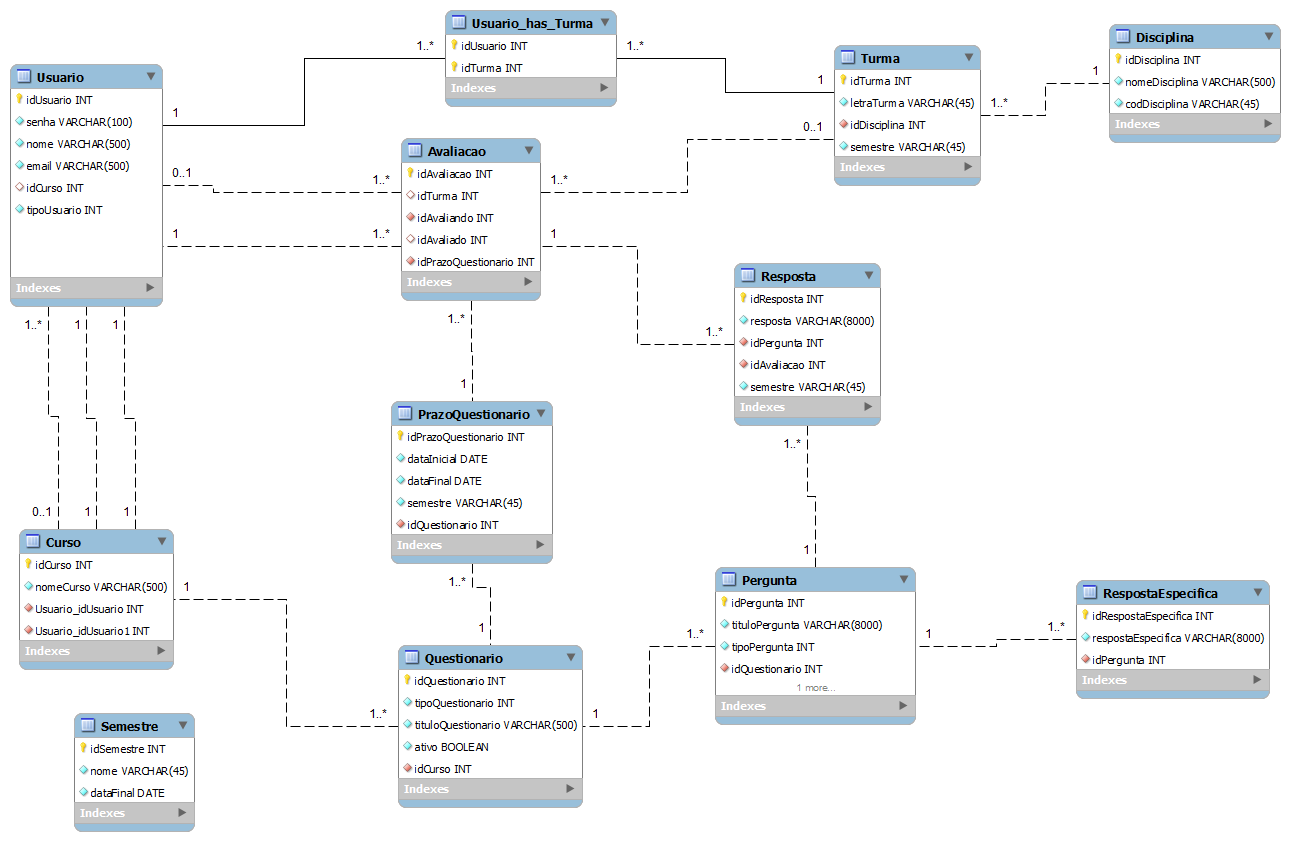 Usuario_has_Turma
idUsuario INT
idTurma INT
Indexes
1..*
1..*
Usuario
idUsuario INT
senha VARCHAR(100)
nome VARCHAR(500)
email VARCHAR(500)
idCurso INT
tipoUsuario INT
Indexes
1
0..1
1
1..*
1
1
Turma
idTurma INT
letraTurma VARCHAR(45)
idDisciplina INT
semestre VARCHAR(45)
Indexes
1
0..1
1..*
Disciplina
idDisciplina INT
nomeDisciplina VARCHAR(500)
codDisciplina VARCHAR(45)
Indexes
1
Avaliacao
idAvaliacao INT
idTurma INT
idAvaliando INT
idAvaliado INT
idPrazoQuestionario INT
Indexes
1..*
1..*
1..*
1
1..*
Resposta
idResposta INT
resposta VARCHAR(8000)
idPergunta INT
idAvaliacao INT
semestre VARCHAR(45)
Indexes
1..*
1..*
PrazoQuestionario
idPrazoQuestionario INT
dataInicial DATE
dataFinal DATE
semestre VARCHAR(45)
idQuestionario INT
Indexes
1
1..*
Curso
idCurso INT
nomeCurso VARCHAR(500)
Usuario_idUsuario INT
Usuario_idUsuario1 INT
Indexes
0..1
1
1
1
Pergunta
idPergunta INT
tituloPergunta VARCHAR(8000)
tipoPergunta INT
idQuestionario INT
1 more...
Indexes
1
1..*
1
RespostaEspecifica
idRespostaEspecifica INT
respostaEspecifica VARCHAR(8000)
idPergunta INT
Indexes
1..*
Questionario
idQuestionario INT
tipoQuestionario INT
tituloQuestionario VARCHAR(500)
ativo BOOLEAN
idCurso INT
Indexes
1
1..*
1
Semestre
idSemestre INT
nome VARCHAR(45)
dataFinal DATE
Indexes